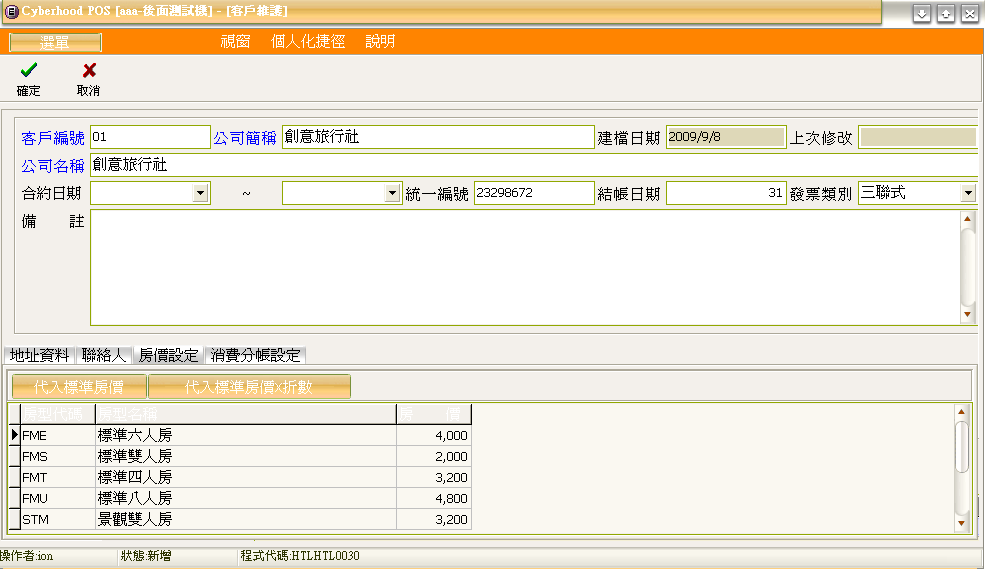 Cyberhood POS [aaa-後面測試機] - [客戶維護]
選單 視窗 個人化捷徑 說明
確定 取消
客戶編號 01 公司簡稱 創意旅行社 建檔日期 2009/9/8 上次修改
公司名稱 創意旅行社
合約日期 ~ 統一編號 23298672 結帳日期 31 發票類別 三聯式
備 註
地址資料 聯絡人 房價設定 消費分帳設定
代入標準房價 代入標準房價X折數
房型代碼 房型名稱 房 價
FME 標準六人房 4,000
FMS 標準雙人房 2,000
FMT 標準四人房 3,200
FMU 標準八人房 4,800
STM 景觀雙人房 3,200
操作者:ion 狀態:新增 程式代碼:HTLHTL0030